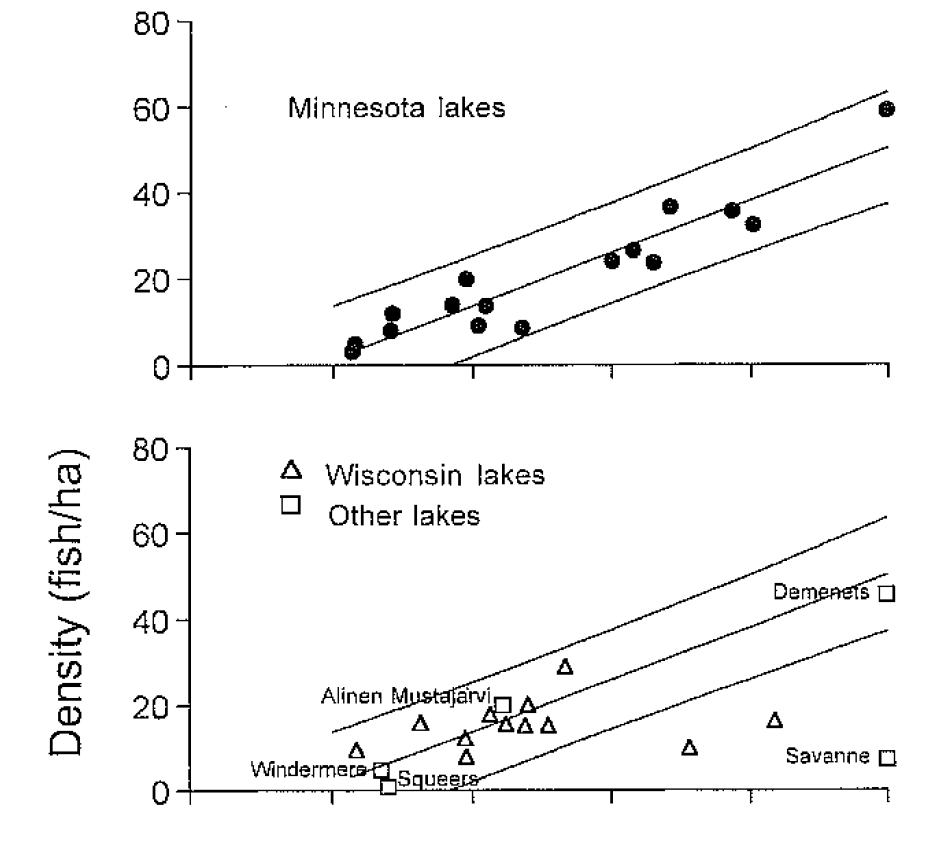 80
60
Minnesota lakes
40
20
0
80
Wisconsin lakes
Other lakes
60
Demenets
40
Density (fish/ha)
Alinen Mustajärvi
20
Savanne
Windermere
Squeers
0